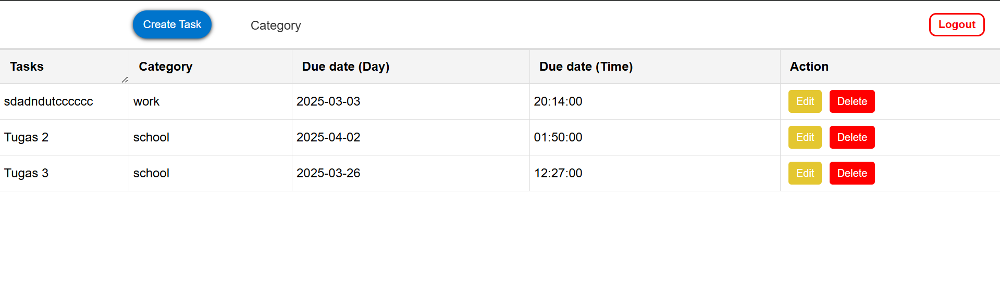 Create Task Category Logout
Tasks Category Due date (Day) Due date (Time) Action
sdadndutcccccc work 2025-03-03 20:14:00 Edit Delete
Tugas 2 school 2025-04-02 01:50:00 Edit Delete
Tugas 3 school 2025-03-26 12:27:00 Edit Delete